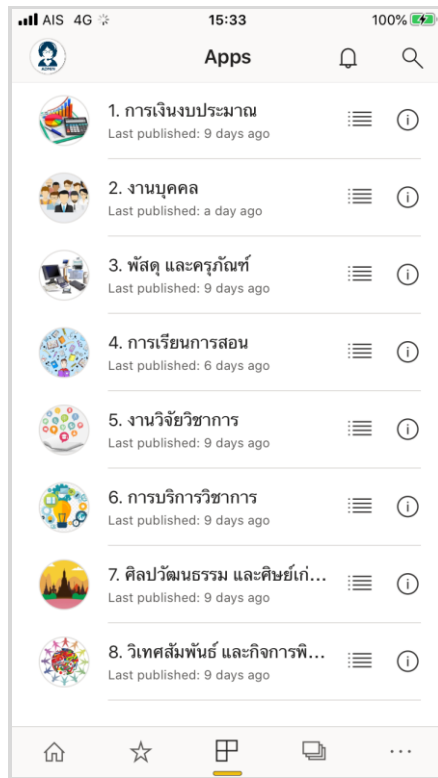 AIS 4G 15:33 100%
ADMIN Apps
1. การเงินงบประมาณ
Last published: 9 days ago
2. งานบุคคล
Last published: a day ago
3. พัสดุ และครุภัณฑ์
Last published: 9 days ago
4. การเรียนการสอน
Last published: 6 days ago
5. งานวิจัยวิชาการ
Last published: 9 days ago
6. การบริการวิชาการ
Last published: 9 days ago
7. ศิลปวัฒนธรรม และศิษย์เก่...
Last published: 9 days ago
8. วิเทศสัมพันธ์ และกิจการพิ...
Last published: 9 days ago